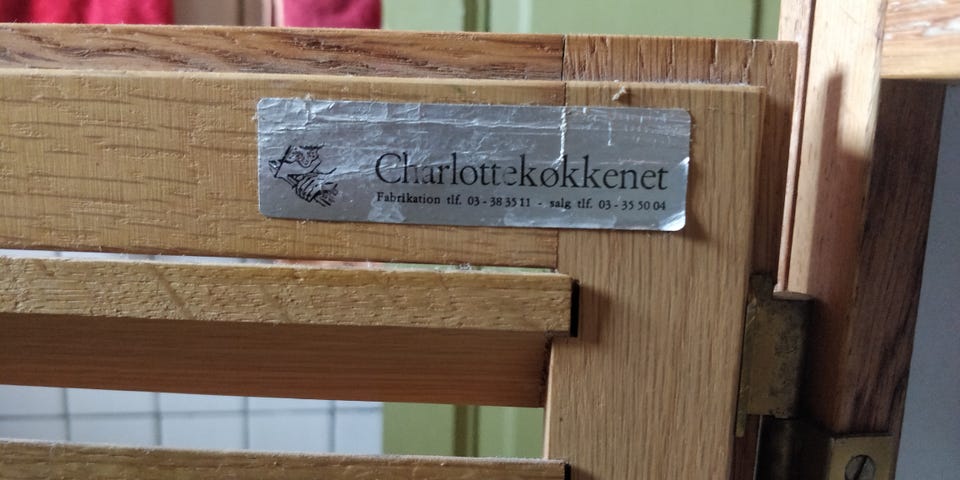 Charlottekøkkenet
Fabrikation tlf. 03 - 38 35 11 - salg tlf. 03 - 35 50 04